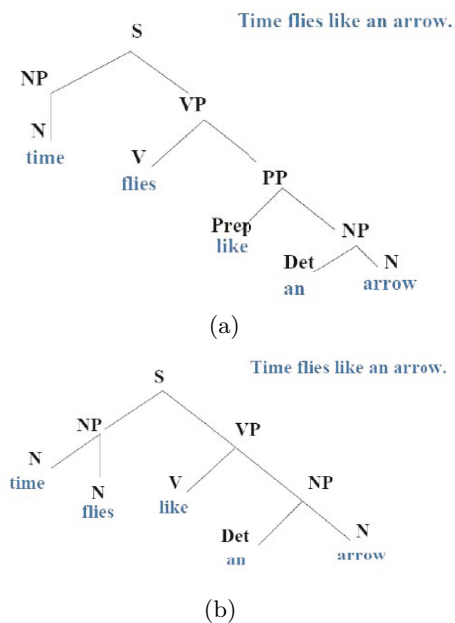 Time flies like an arrow.
S
NP
VP
N
time
V
flies
PP
Prep
like
NP
Det
an
N
arrow
(a)
Time flies like an arrow.
S
NP
VP
N
time
N
flies
V
like
NP
Det
an
N
arrow
(b)